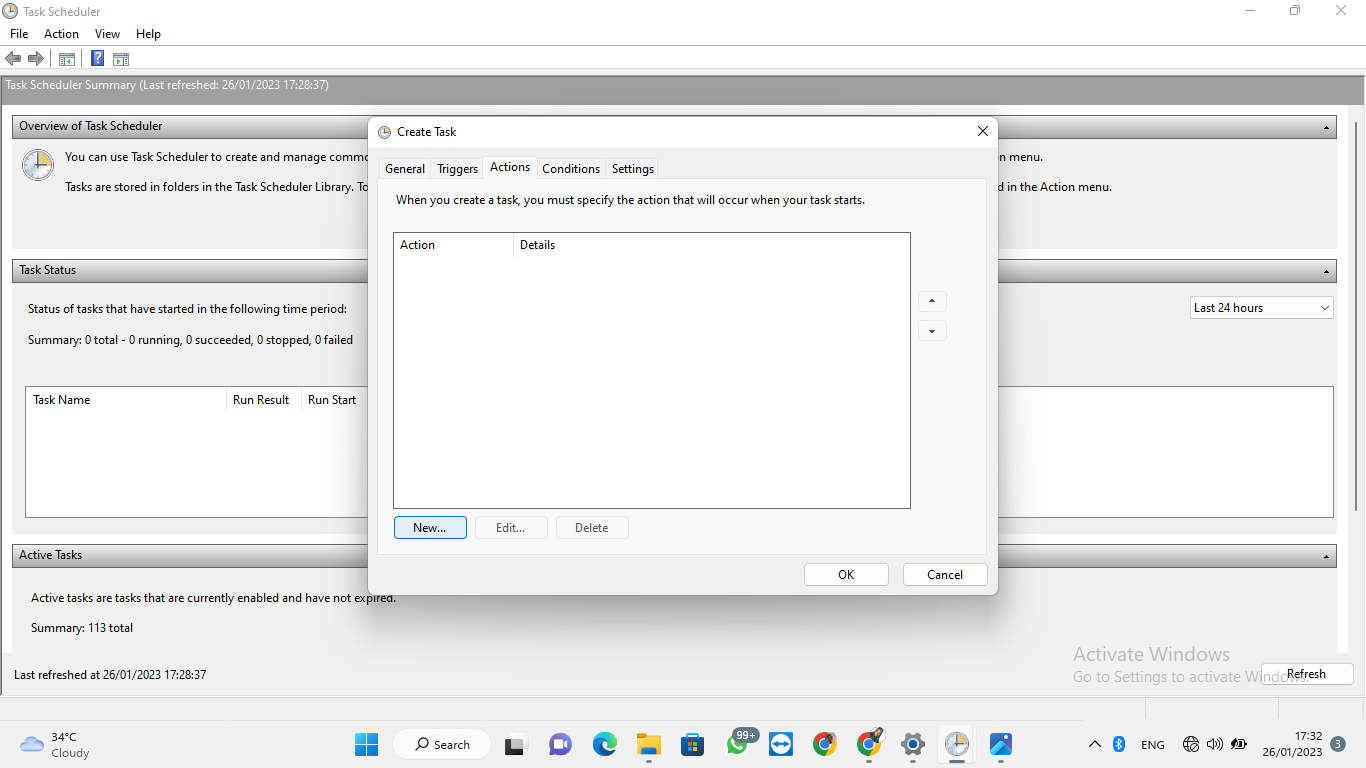 Task Scheduler
File Action View Help
Task Scheduler Summary (Last refreshed: 26/01/2023 17:28:37)
Overview of Task Scheduler
You can use Task Scheduler to create and manage
n menu.
Tasks are stored in folders in the Task Scheduler Library.
d in the Action menu.
Task Status
Status of tasks that have started in the following time period:
Last 24 hours
Summary: 0 total - 0 running, 0 succeeded, 0 stopped, 0 failed
Task Name Run Result Run Start
Active Tasks
Active tasks are tasks that are currently enabled and have not expired.
Summary: 113 total
Last refreshed at 26/01/2023 17:28:37
Refresh
Create Task
General Triggers Actions Conditions Settings
When you create a task, you must specify the action that will occur when your task starts.
Action Details
New... Edit... Delete
OK Cancel
Activate Windows
Go to Settings to activate Windows.
34°C
Cloudy
Search
99+
ENG
17:32
26/01/2023
3